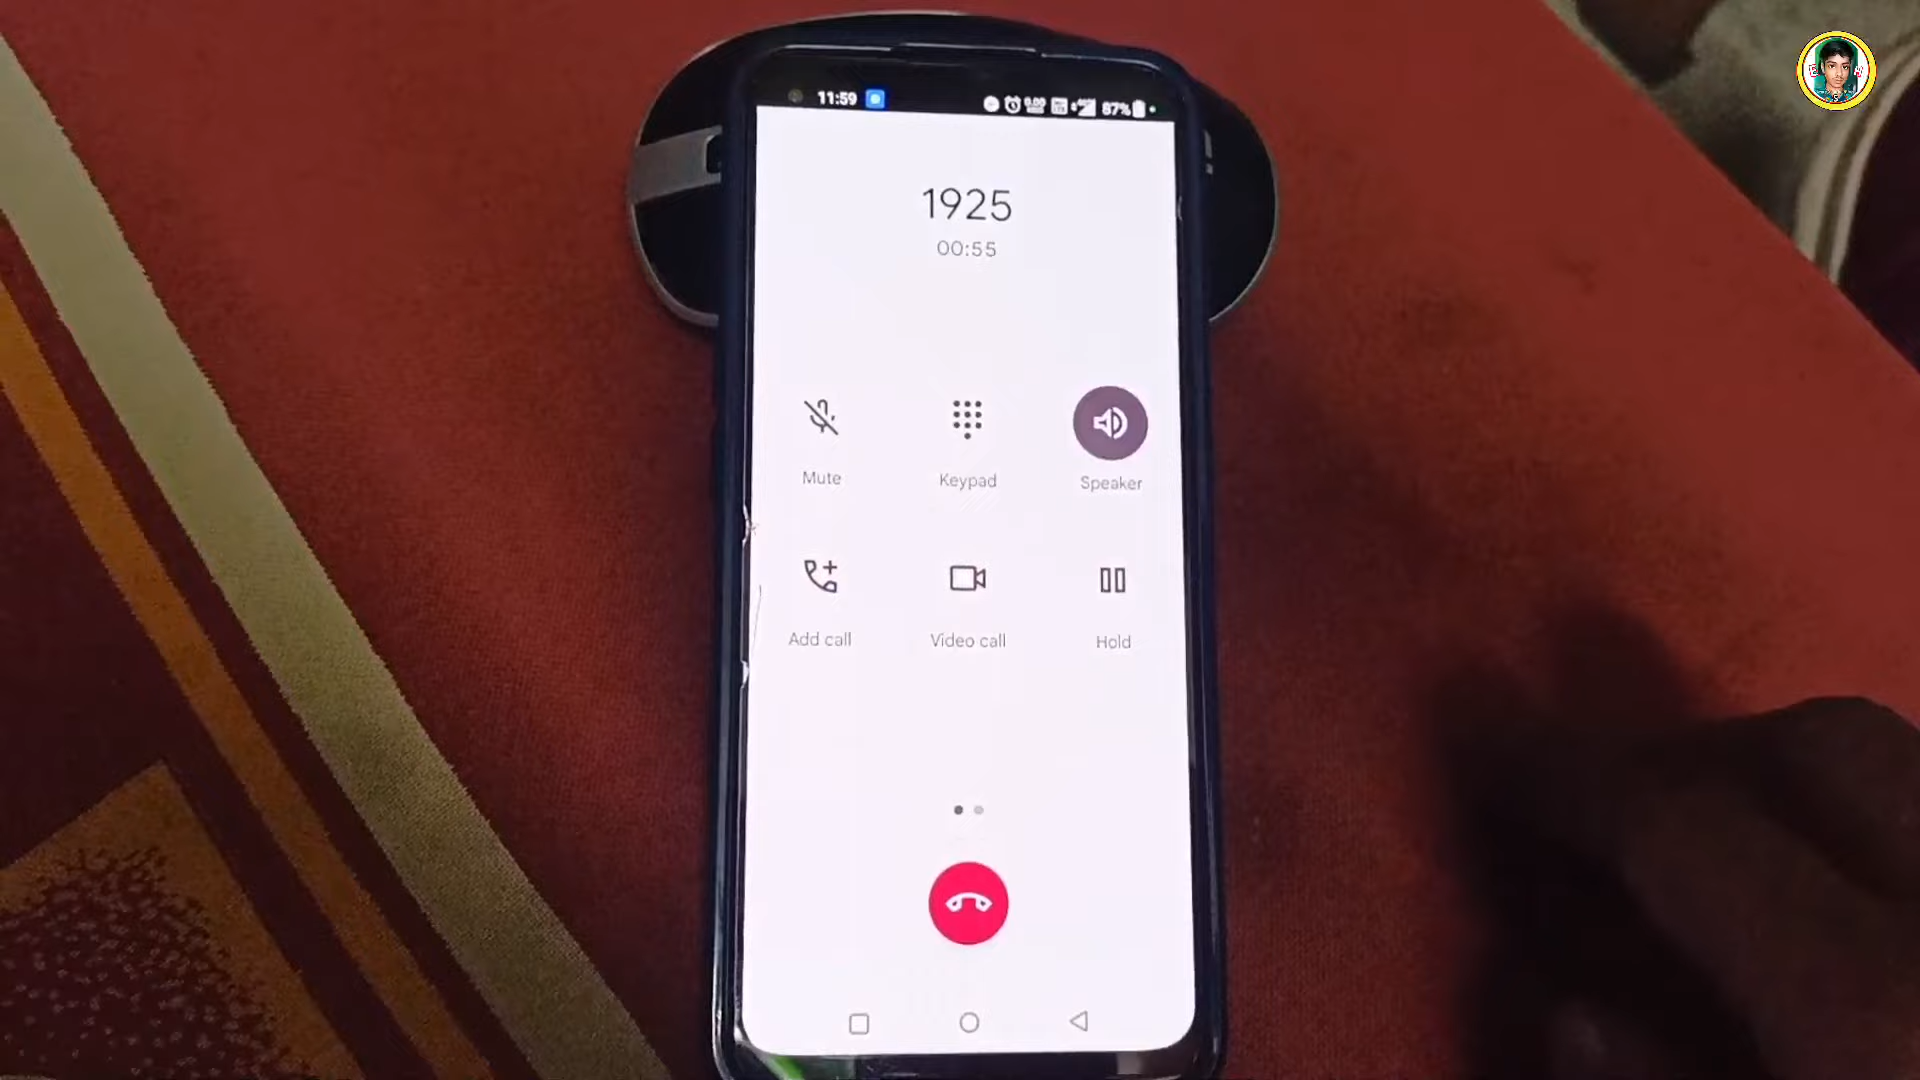 11:59
87%
1925
00:55
Mute
Keypad
Speaker
Add call
Video call
Hold